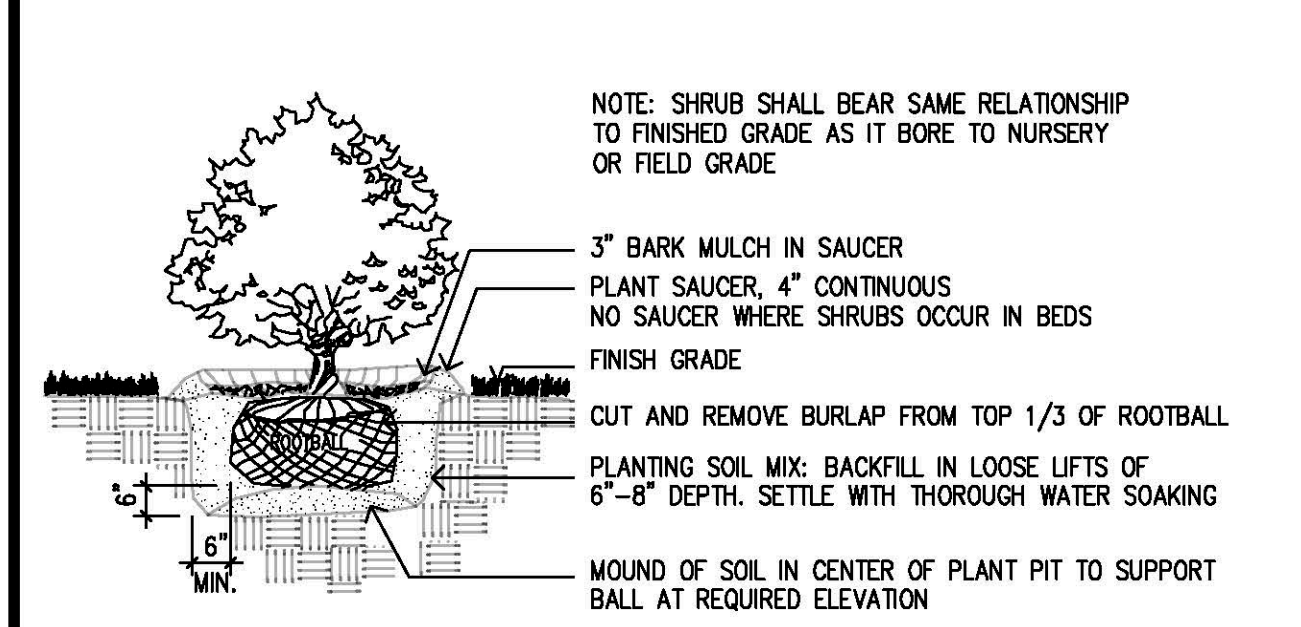 NOTE: SHRUB SHALL BEAR SAME RELATIONSHIP
TO FINISHED GRADE AS IT BORE TO NURSERY
OR FIELD GRADE
3" BARK MULCH IN SAUCER
PLANT SAUCER, 4" CONTINUOUS
NO SAUCER WHERE SHRUBS OCCUR IN BEDS
FINISH GRADE
CUT AND REMOVE BURLAP FROM TOP 1/3 OF ROOTBALL
ROOTBALL
PLANTING SOIL MIX: BACKFILL IN LOOSE LIFTS OF
6"-8" DEPTH. SETTLE WITH THOROUGH WATER SOAKING
6"
6"
MIN.
MOUND OF SOIL IN CENTER OF PLANT PIT TO SUPPORT
BALL AT REQUIRED ELEVATION